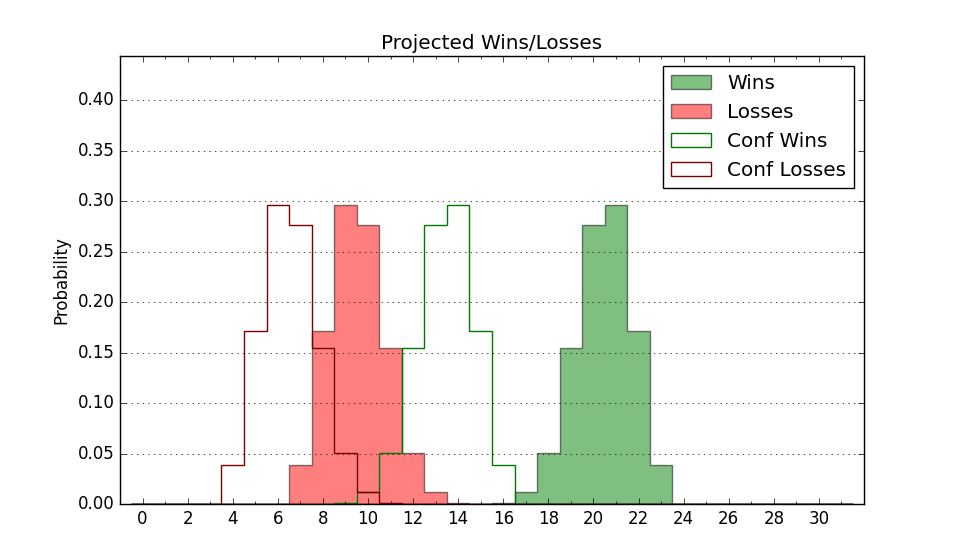 Projected Wins/Losses
Wins
Losses
Conf Wins
Conf Losses
Probability
0.40
0.35
0.30
0.25
0.20
0.15
0.10
0.05
0.00
0 2 4 6 8 10 12 14 16 18 20 22 24 26 28 30